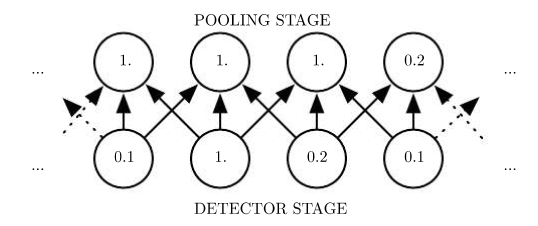 POOLING STAGE
... 1. 1. 1. 0.2 ...
... 0.1 1. 0.2 0.1 ...
DETECTOR STAGE